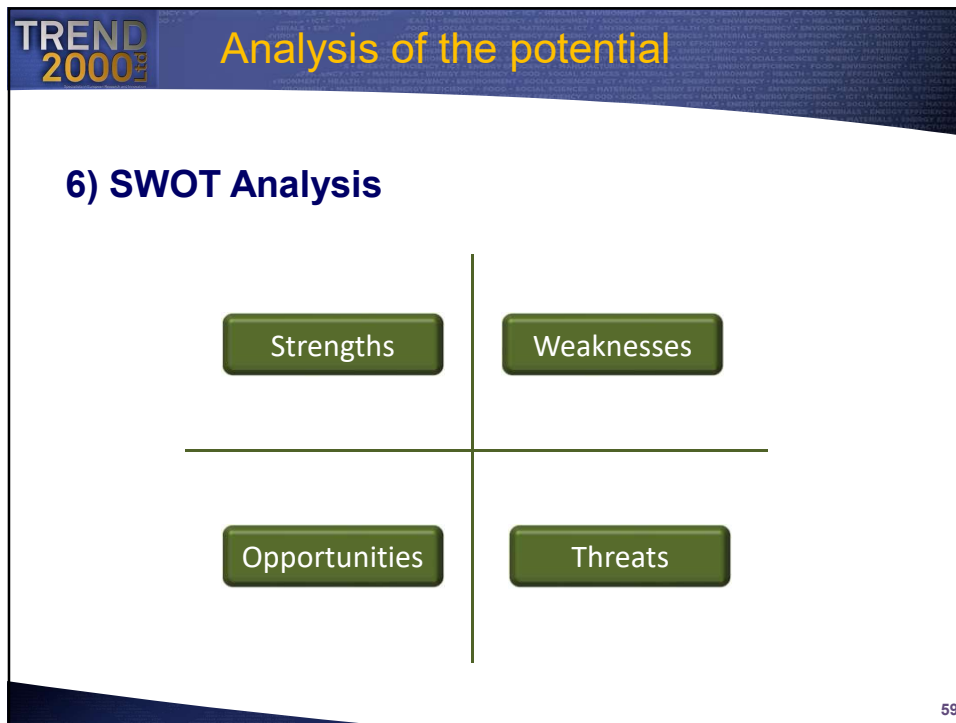 TREND
2000 Ltd
Analysis of the potential
6) SWOT Analysis
Strengths
Weaknesses
Opportunities
Threats
59